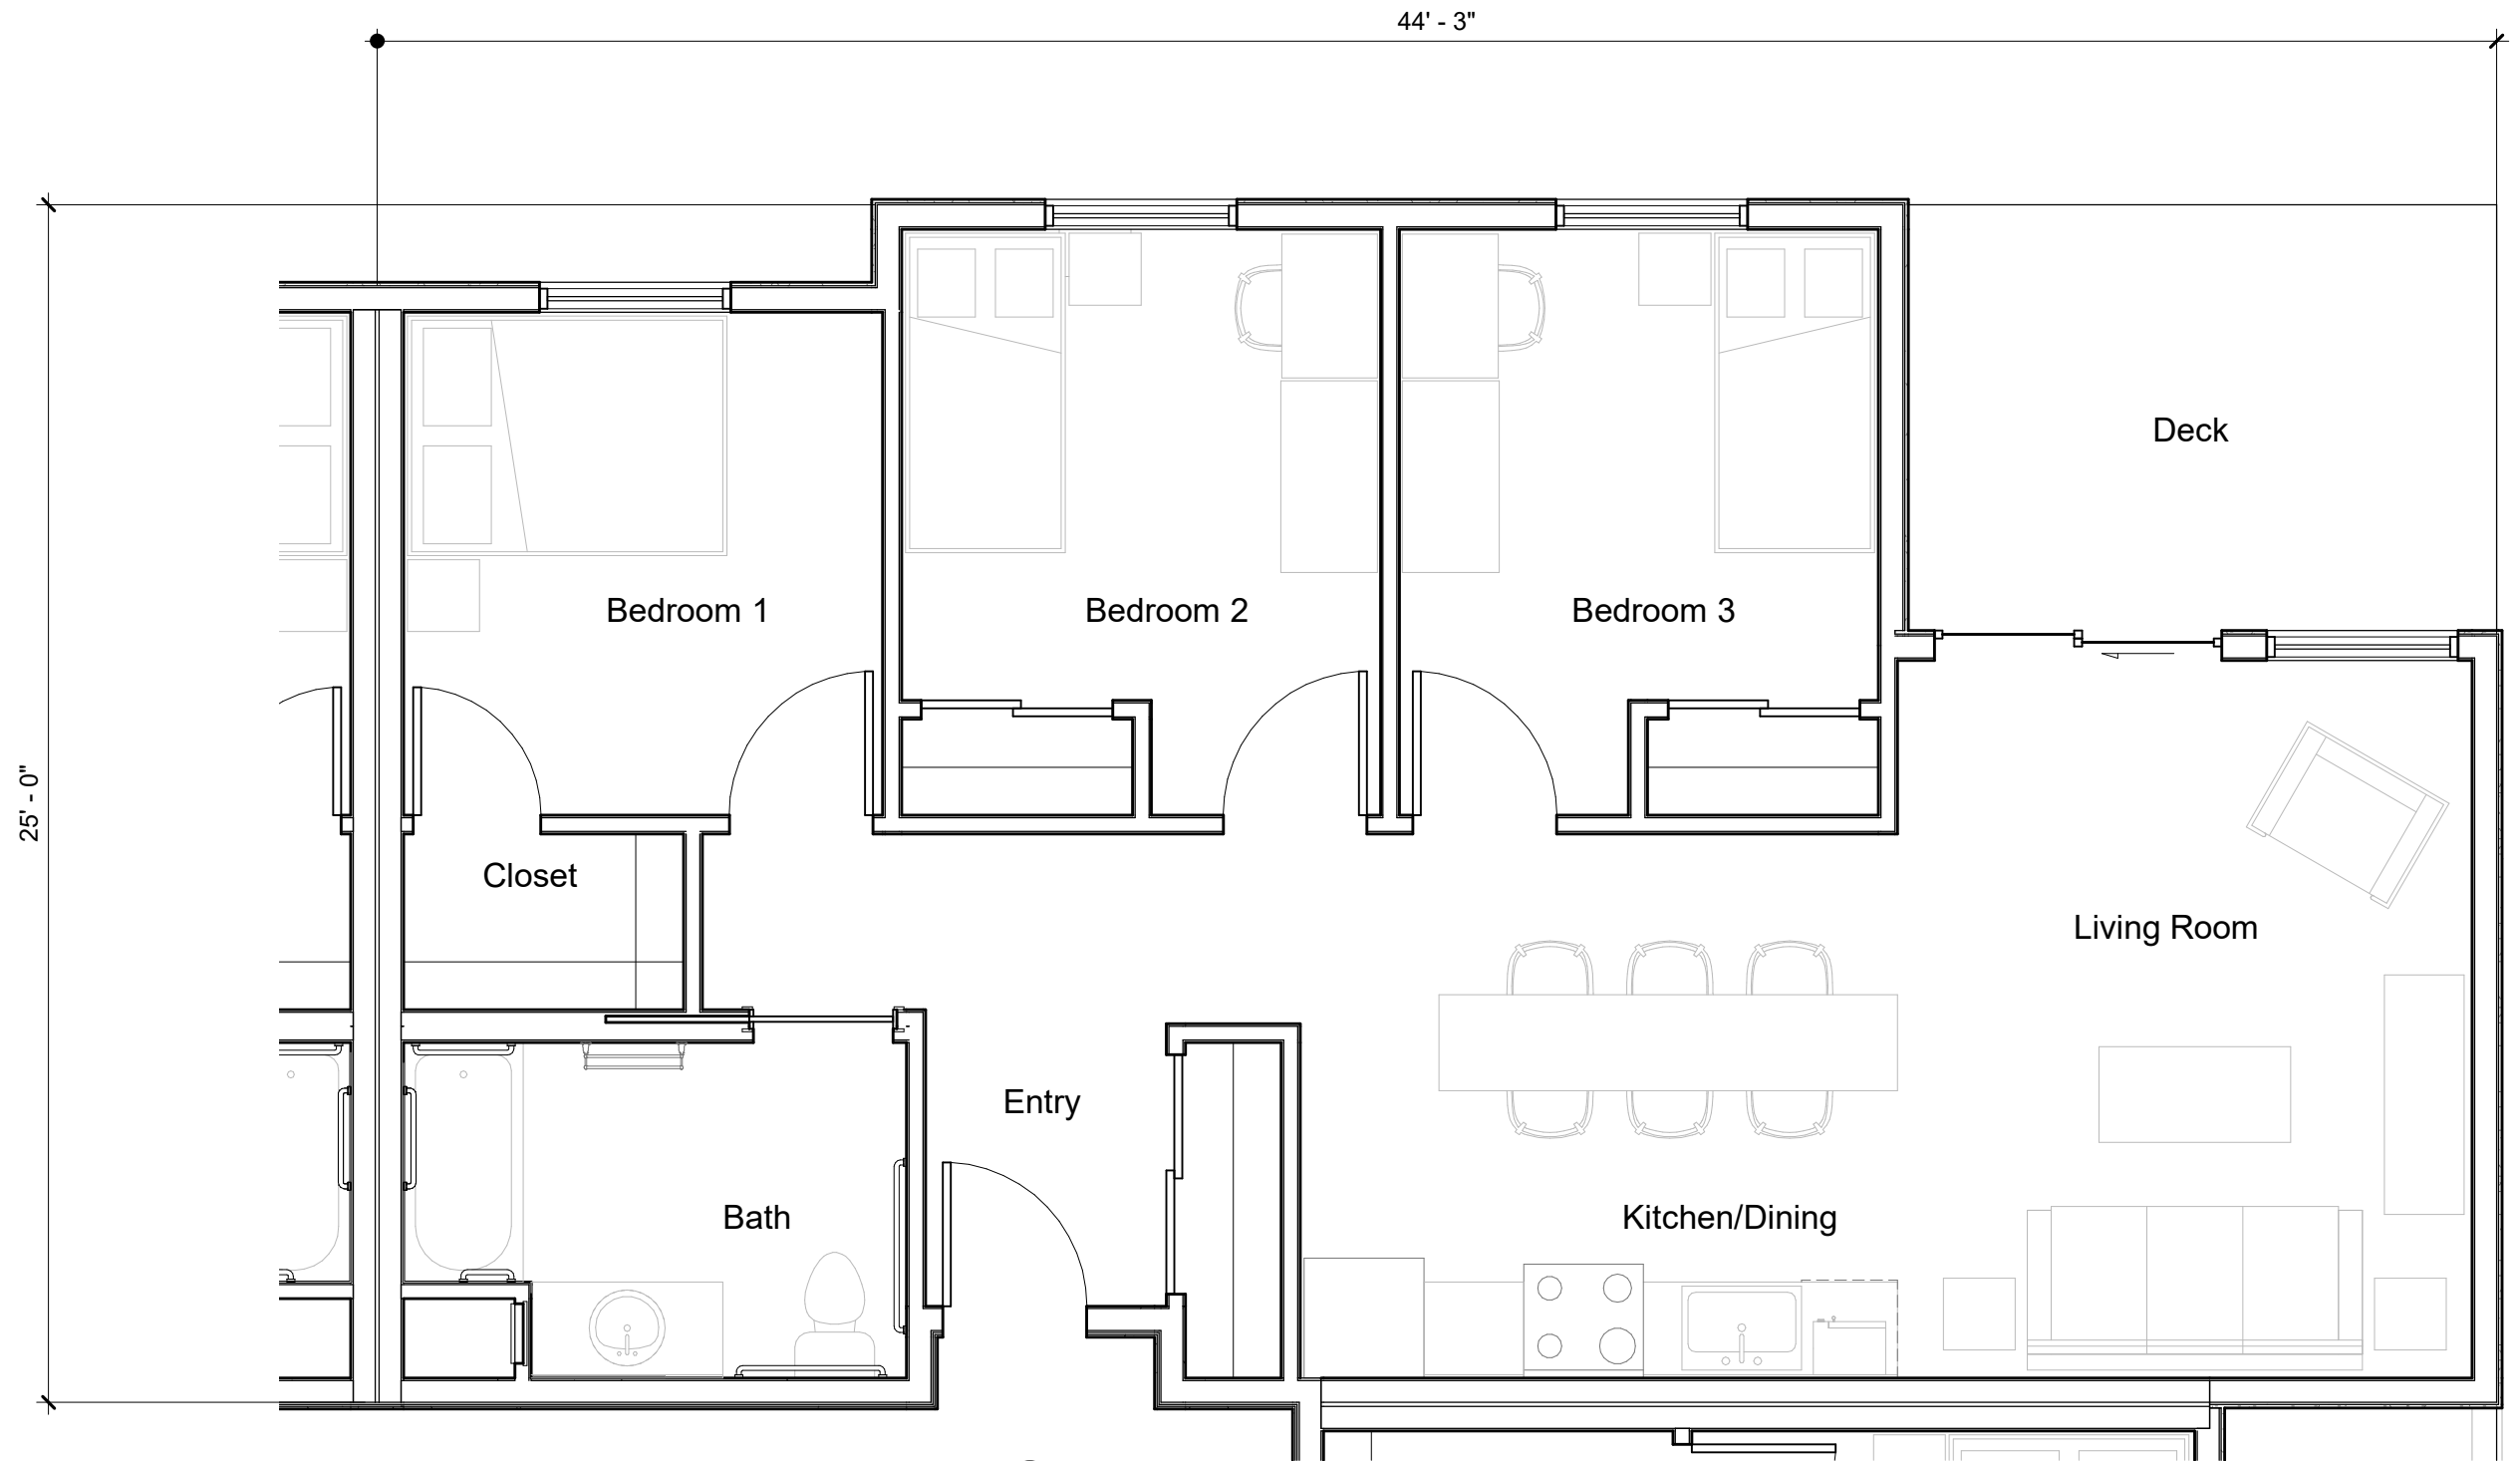 44' - 3"
25' - 0"
Deck
Bedroom 1
Bedroom 2
Bedroom 3
Closet
Living Room
Entry
Bath
Kitchen/Dining